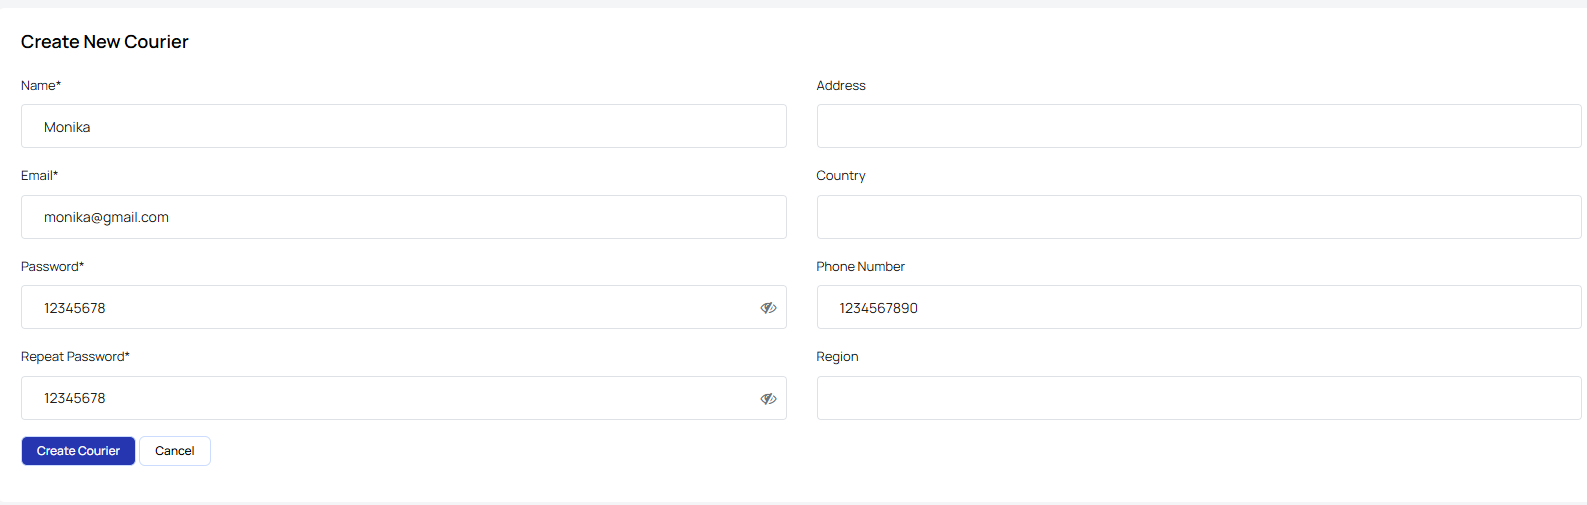 Create New Courier
Name*
Address
Monika
Email*
Country
monika@gmail.com
Password*
Phone Number
12345678
1234567890
Repeat Password*
Region
12345678
Create Courier
Cancel